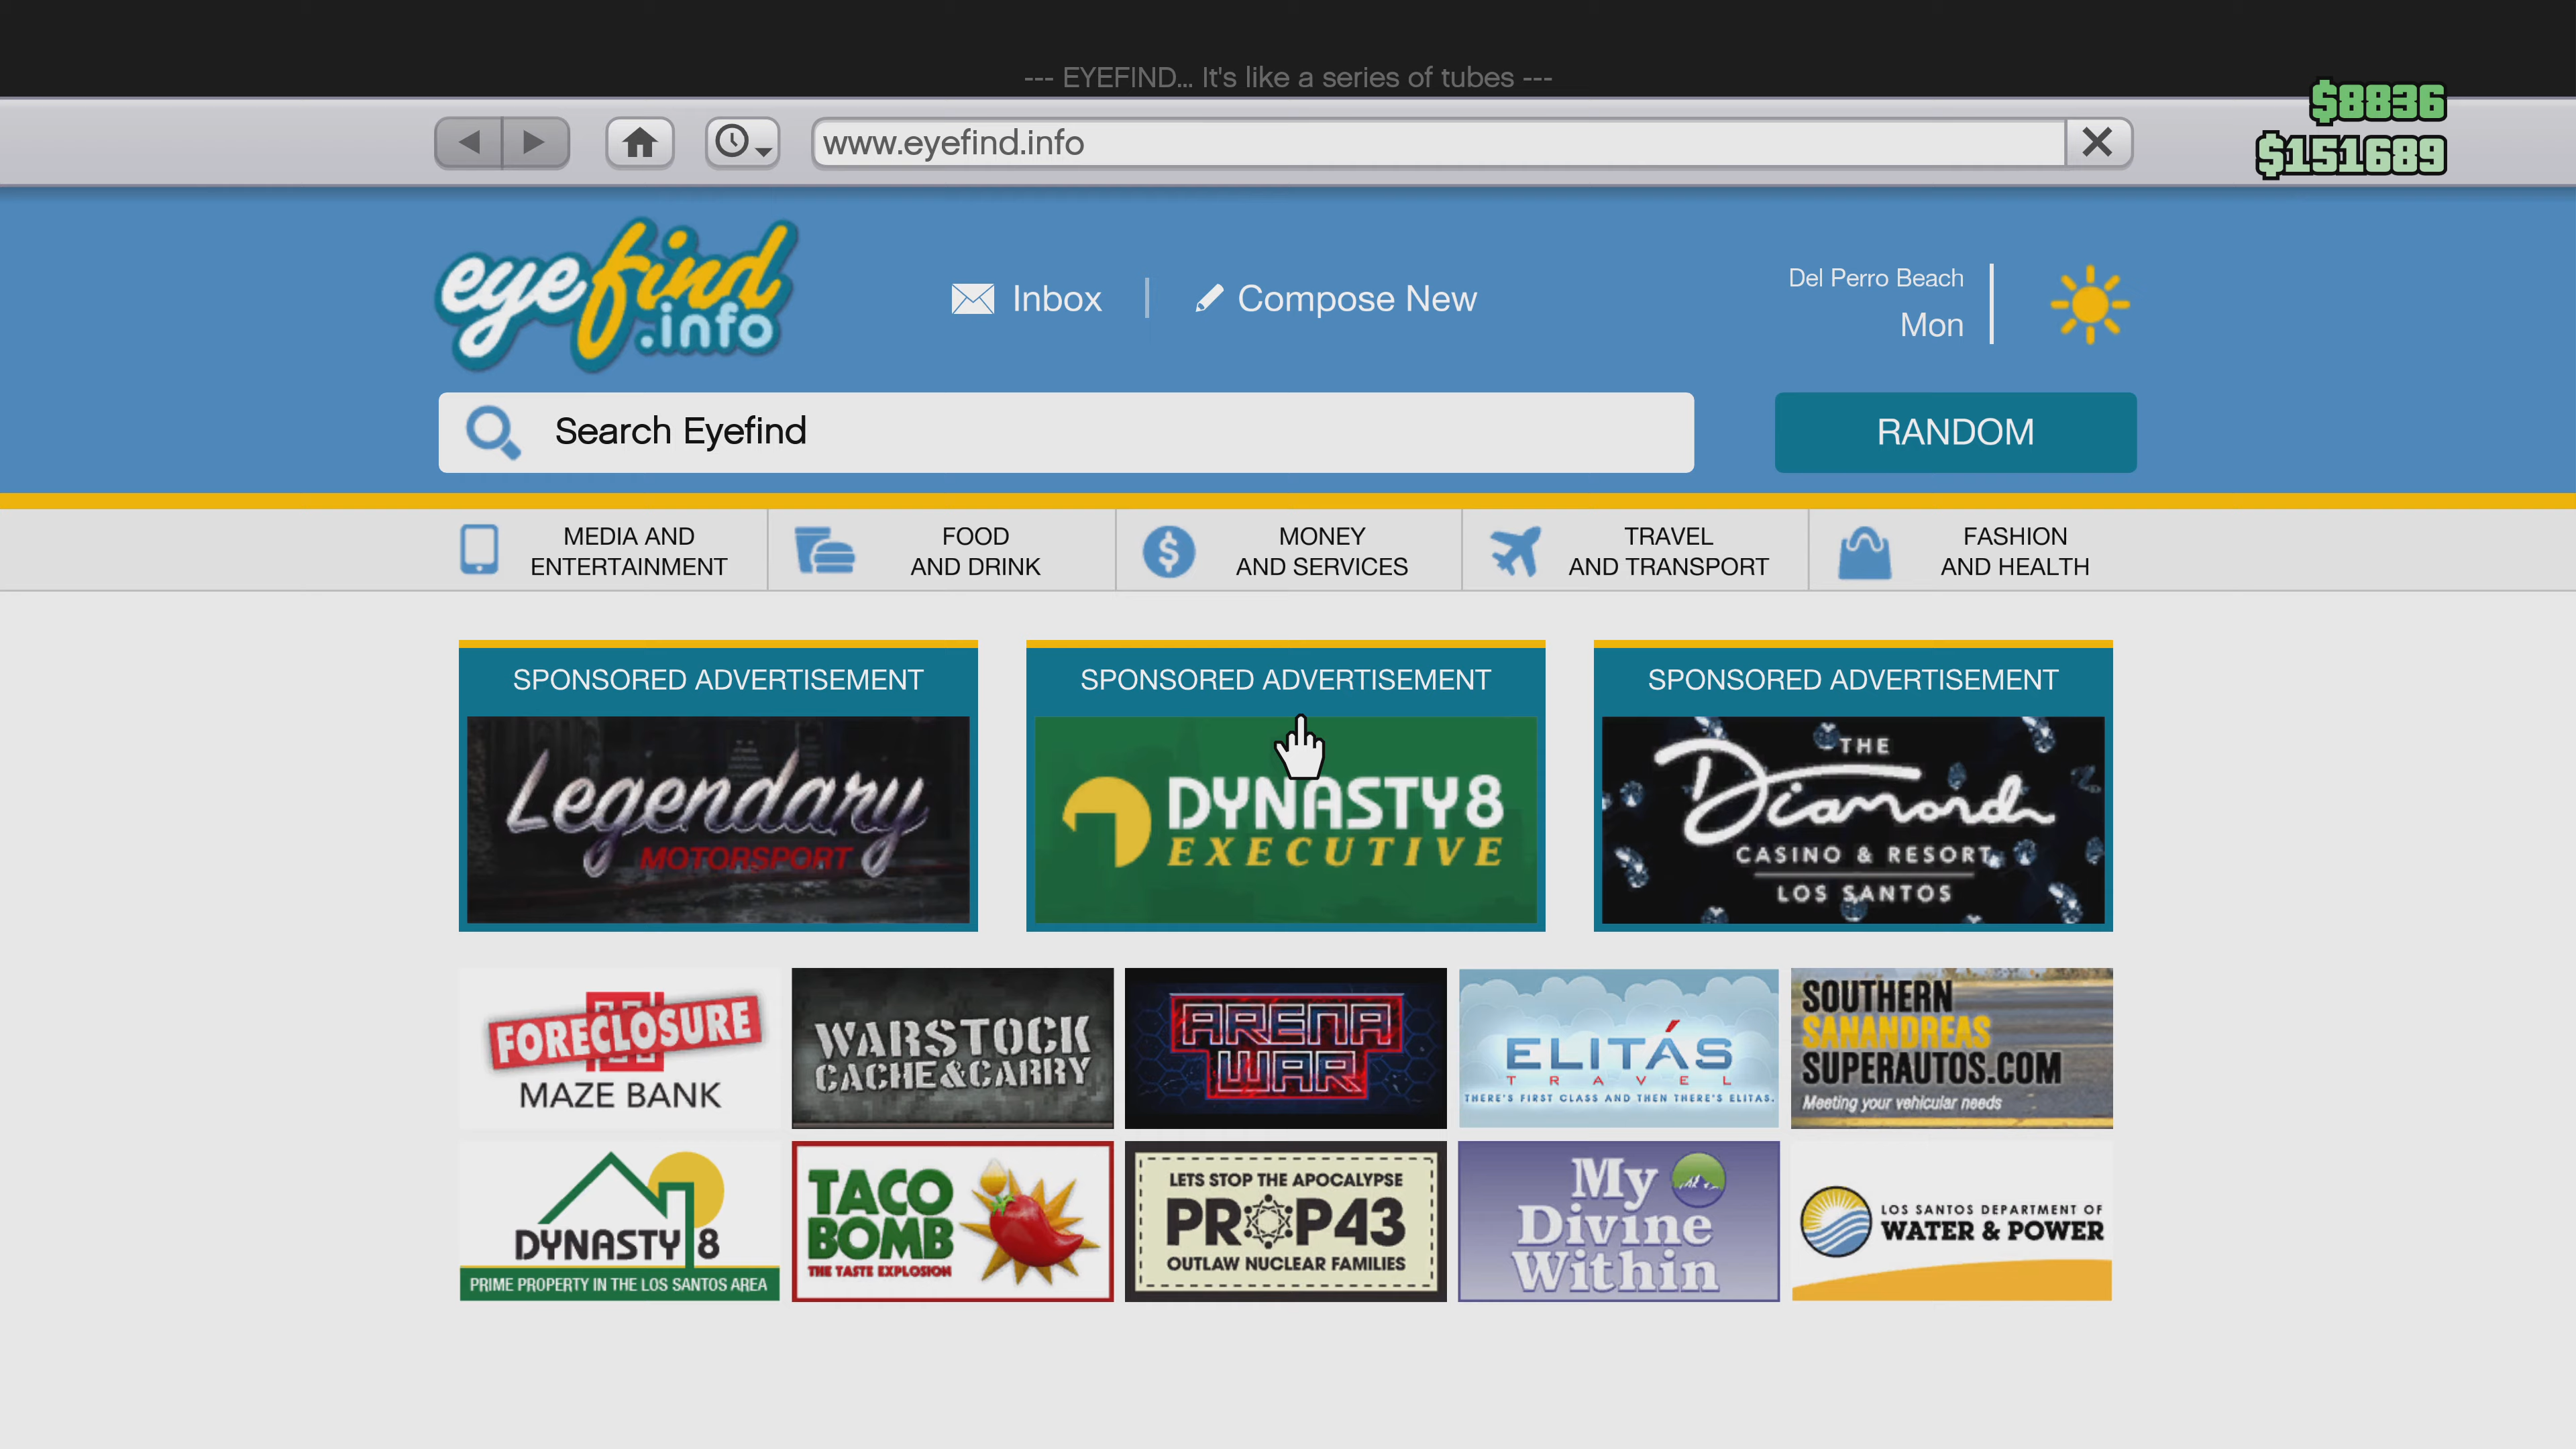 --- EYEFIND... It's like a series of tubes ---
$8836
www.eyefind.info
$151689
eyefind
.info
Inbox
Compose New
Del Perro Beach
Mon
Search Eyefind
RANDOM
MEDIA AND
ENTERTAINMENT
FOOD
AND DRINK
MONEY
AND SERVICES
TRAVEL
AND TRANSPORT
FASHION
AND HEALTH
SPONSORED ADVERTISEMENT
Legendary
MOTORSPORT
SPONSORED ADVERTISEMENT
DYNASTY8
EXECUTIVE
SPONSORED ADVERTISEMENT
THE
Diamond
CASINO & RESORT
LOS SANTOS
FORECLOSURE
MAZE BANK
WARSTOCK
CACHE&CARRY
ARENA
WAR
ELITÁS
TRAVEL
THERE'S FIRST CLASS AND THEN THERE'S ELITAS.
SOUTHERN
SANANDREAS
SUPERAUTOS.COM
Meeting your vehicular needs
DYNASTY 8
PRIME PROPERTY IN THE LOS SANTOS AREA
TACO
BOMB
THE TASTE EXPLOSION
LETS STOP THE APOCALYPSE
PROP43
OUTLAW NUCLEAR FAMILIES
My
Divine
Within
LOS SANTOS DEPARTMENT OF
WATER & POWER